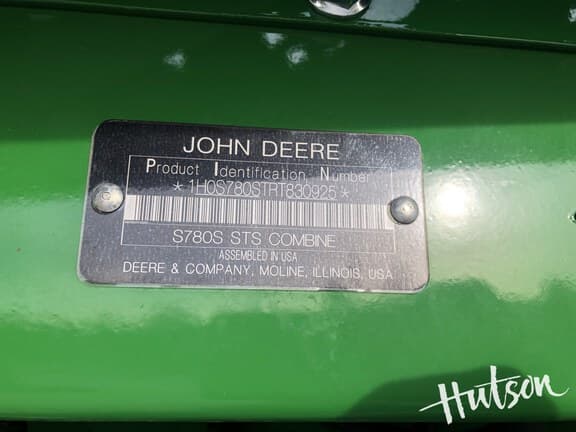 JOHN DEERE
Product Identification Number
*1H0S780STRT830925*
S780S STS COMBINE
ASSEMBLED IN USA
DEERE & COMPANY, MOLINE, ILLINOIS, USA
Hutson